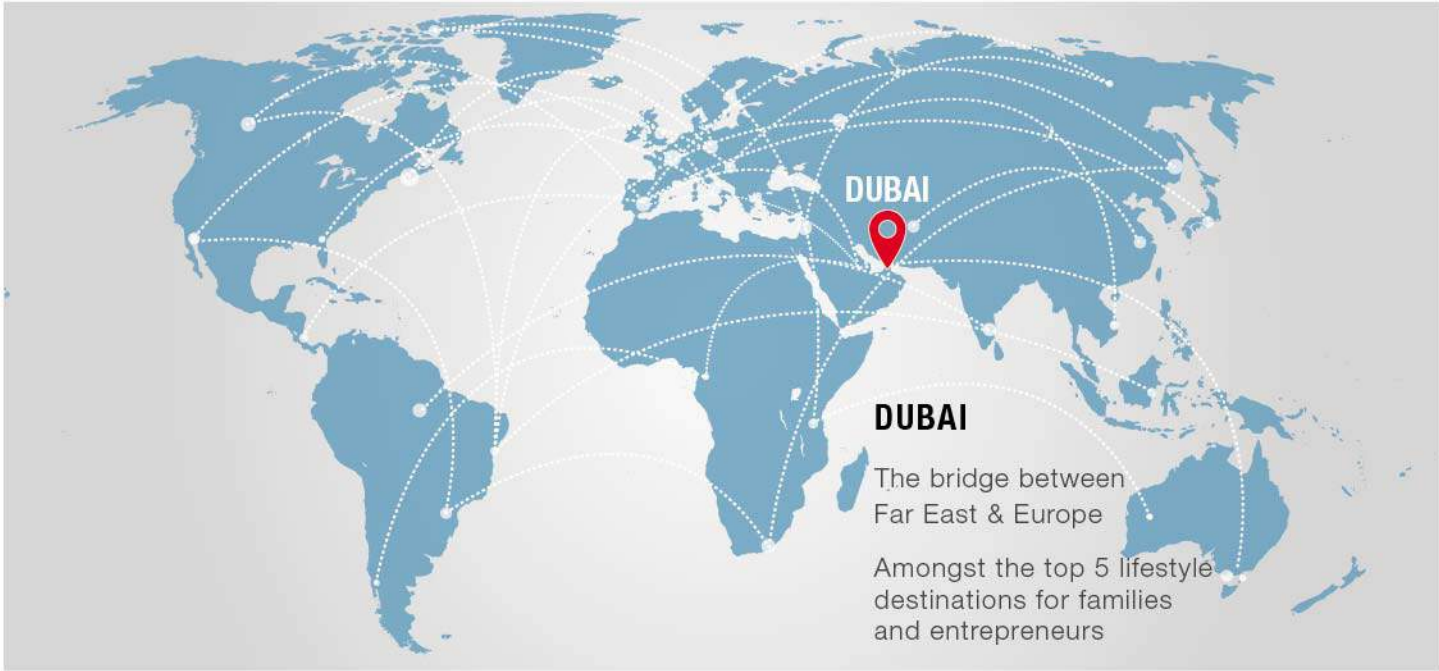 DUBAI
DUBAI
The bridge between
Far East & Europe
Amongst the top 5 lifestyle
destinations for families
and entrepreneurs